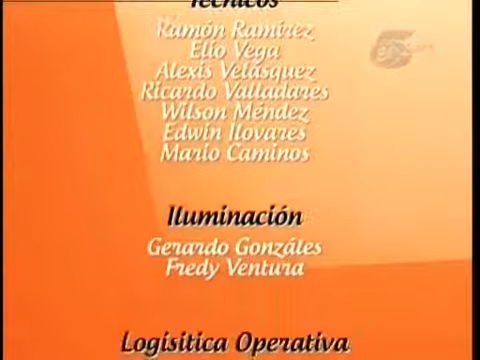 Técnicos
Ramón Ramírez
Elío Vega
Alexis Velásquez
Ricardo Valladares
Wilson Méndez
Edwin Ilovares
Mario Caminos
Iluminación
Gerardo Gonzáles
Fredy Ventura
Logísitica Operativa